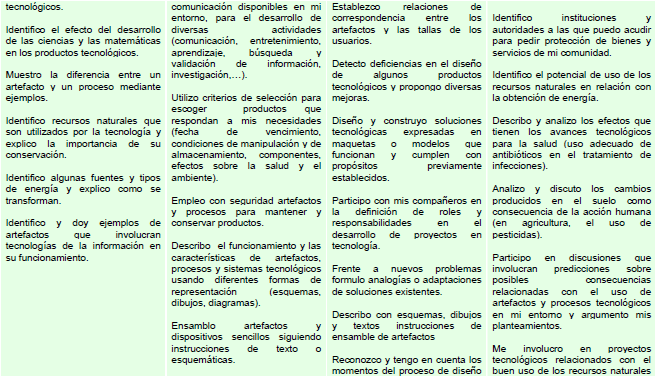 tecnológicos.
Identifico el efecto del desarrollo
de las ciencias y las matemáticas
en los productos tecnológicos.
Muestro la diferencia entre un
artefacto y un proceso mediante
ejemplos.
Identifico recursos naturales que
son utilizados por la tecnología y
explico la importancia de su
conservación.
Identifico algunas fuentes y tipos
de energía y explico como se
transforman.
Identifico y doy ejemplos de
artefactos que involucran
tecnologías de la información en
su funcionamiento.
comunicación disponibles en mi
entorno, para el desarrollo de
diversas actividades
(comunicación, entretenimiento,
aprendizaje, búsqueda y
validación de información,
investigación,…).
Utilizo criterios de selección para
escoger productos que
respondan a mis necesidades
(fecha de vencimiento,
condiciones de manipulación y de
almacenamiento, componentes,
efectos sobre la salud y el
ambiente).
Empleo con seguridad artefactos
y procesos para mantener y
conservar productos.
Describo el funcionamiento y las
características de artefactos,
procesos y sistemas tecnológicos
usando diferentes formas de
representación (esquemas,
dibujos, diagramas).
Ensamblo artefactos y
dispositivos sencillos siguiendo
instrucciones de texto o
esquemáticas.
Establezco relaciones de
correspondencia entre los
artefactos y las tallas de los
usuarios.
Detecto deficiencias en el diseño
de algunos productos
tecnológicos y propongo diversas
mejoras.
Diseño y construyo soluciones
tecnológicas expresadas en
maquetas o modelos que
funcionan y cumplen con
propósitos previamente
establecidos.
Participo con mis compañeros en
la definición de roles y
responsabilidades en el
desarrollo de proyectos en
tecnología.
Frente a nuevos problemas
formulo analogías o adaptaciones
de soluciones existentes.
Describo con esquemas, dibujos
y textos instrucciones de
ensamble de artefactos
Reconozco y tengo en cuenta los
momentos del proceso de diseño
Identifico instituciones y
autoridades a las que puedo acudir
para pedir protección de bienes y
servicios de mi comunidad.
Identifico el potencial de uso de los
recursos naturales en relación con
la obtención de energía.
Describo y analizo los efectos que
tienen los avances tecnológicos
para la salud (uso adecuado de
antibióticos en el tratamiento de
infecciones).
Analizo y discuto los cambios
producidos en el suelo como
consecuencia de la acción humana
(en agricultura, el uso de
pesticidas).
Participo en discusiones que
involucran predicciones sobre
posibles consecuencias
relacionadas con el uso de
artefactos y procesos tecnológicos
en mi entorno y argumento mis
planteamientos.
Me involucro en proyectos
tecnológicos relacionados con el
buen uso de los recursos naturales